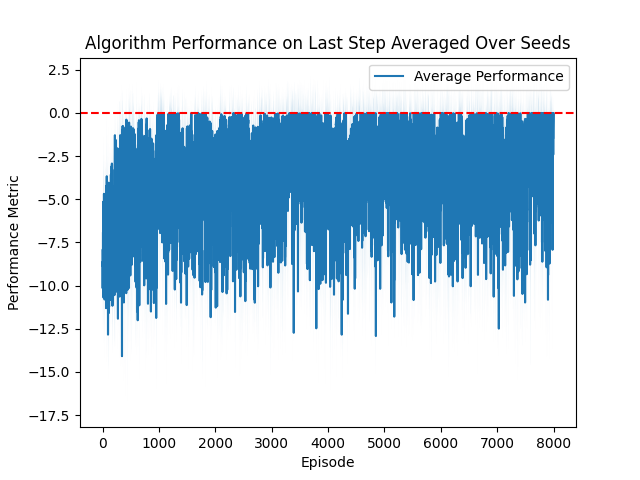 Algorithm Performance on Last Step Averaged Over Seeds
Average Performance
2.5
0.0
−2.5
−5.0
−7.5
−10.0
−12.5
−15.0
−17.5
Performance Metric
0 1000 2000 3000 4000 5000 6000 7000 8000
Episode